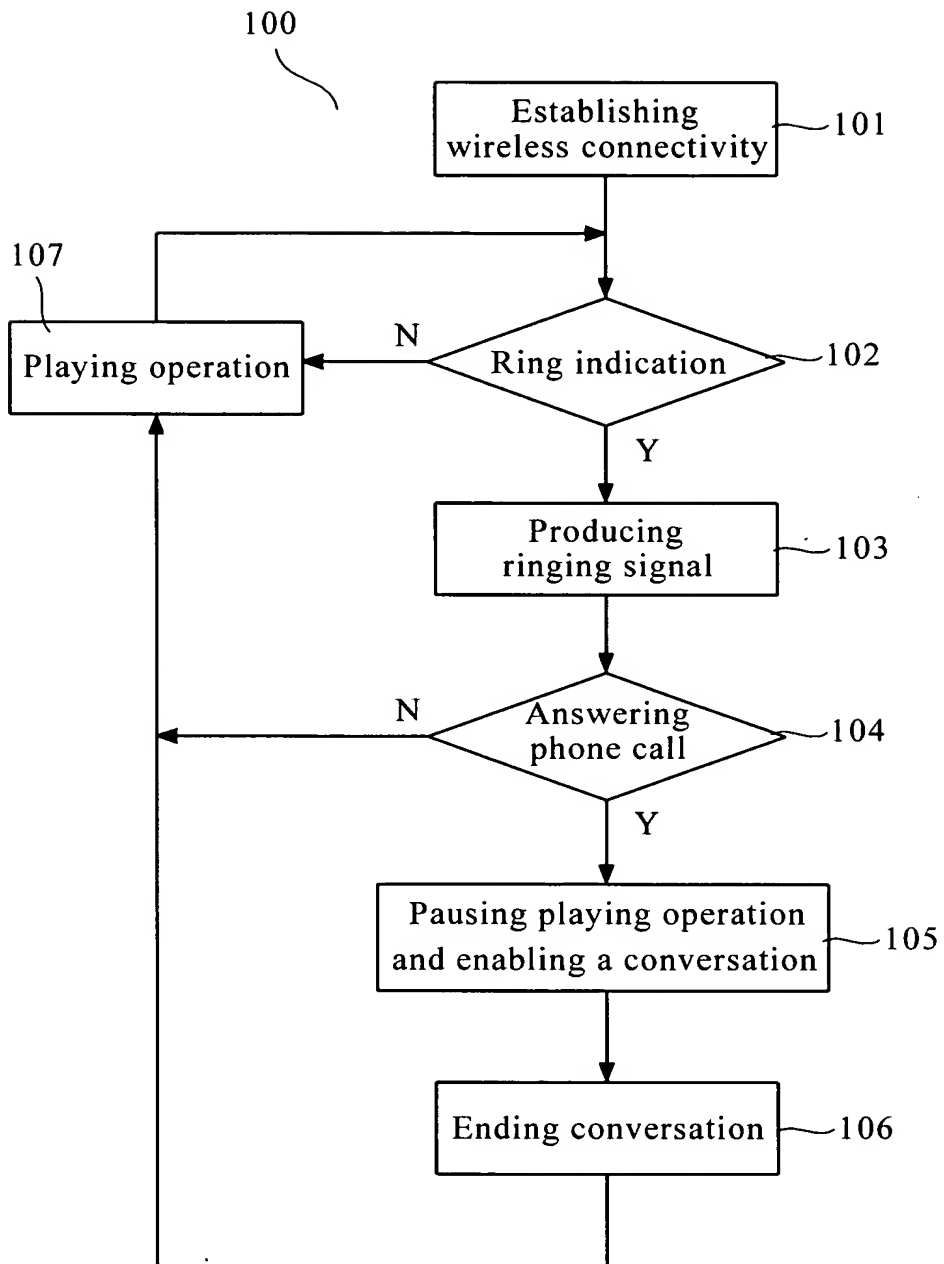 100
Establishing
wireless connectivity
101
107
Playing operation
N
Ring indication
102
Y
Producing
ringing signal
103
N
Answering
phone call
104
Y
Pausing playing operation
and enabling a conversation
105
Ending conversation
106